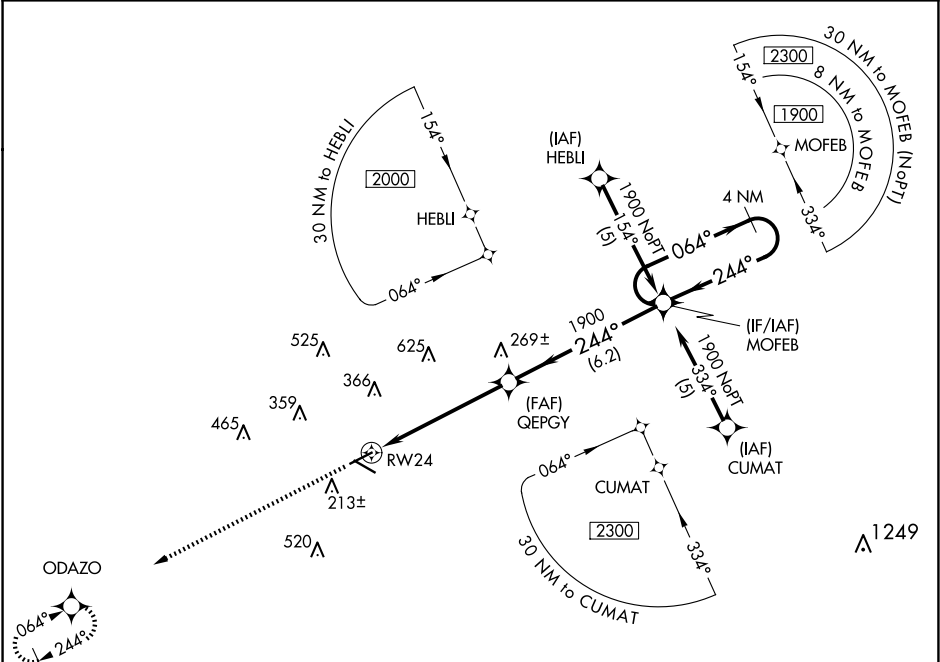 30 NM to MOFEB (NoPT)
2300
8 NM to MOFEB
1900
154°
MOFEB
334°
30 NM to HEBLI
154°
2000
HEBLI
064°
(IAF)
HEBLI
1900 NoPT
154°
(5)
4 NM
064°
244°
(IF/IAF)
MOFEB
1900
244°
(6.2)
1900 NoPT
334°
(5)
(IAF)
CUMAT
525
625
269±
366
359
465
(FAF)
QEPGY
RW24
213±
520
064°
CUMAT
2300
334°
30 NM to CUMAT
1249
ODAZO
064°
244°